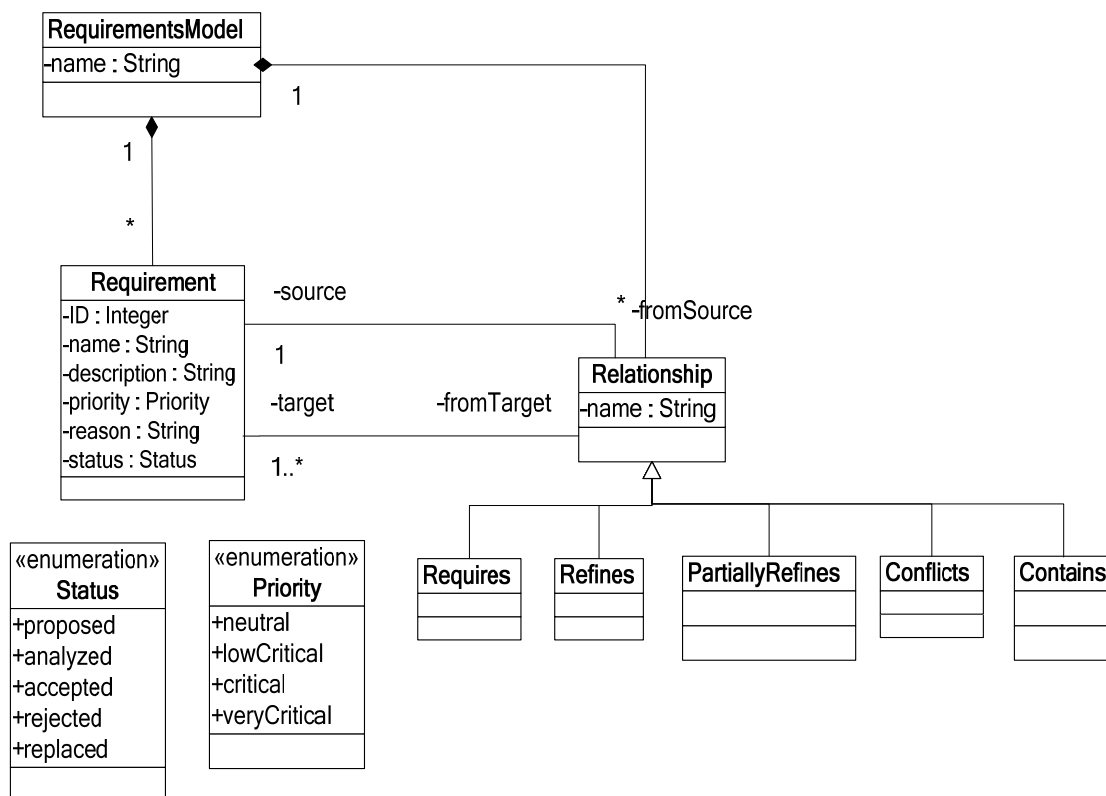 RequirementsModel
-name : String
1
1
*
Requirement
-ID : Integer
-name : String
-description : String
-priority : Priority
-reason : String
-status : Status
-source
1
-target
1..*
* -fromSource
-fromTarget
Relationship
-name : String
Requires
Refines
PartiallyRefines
Conflicts
Contains
«enumeration»
Status
+proposed
+analyzed
+accepted
+rejected
+replaced
«enumeration»
Priority
+neutral
+lowCritical
+critical
+veryCritical